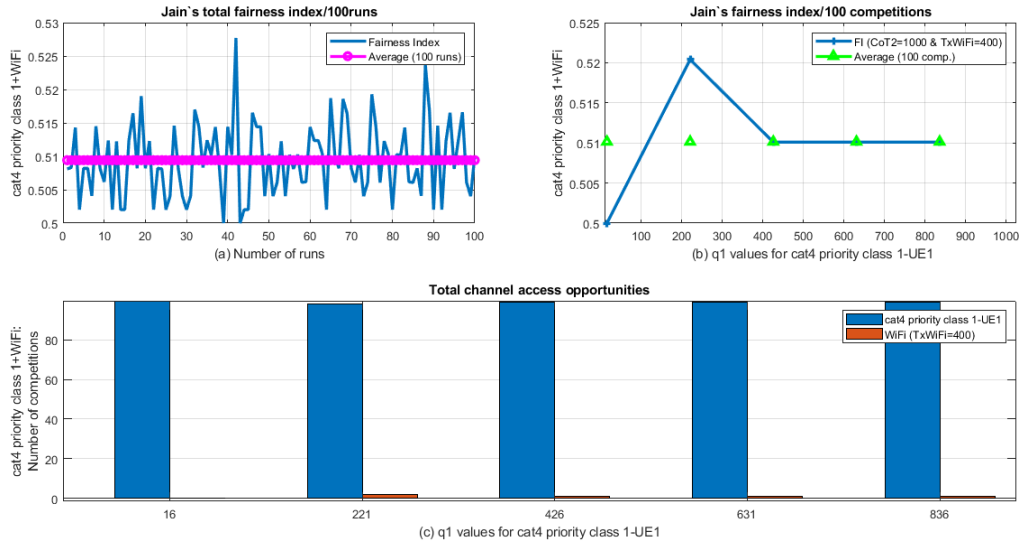 Jain`s total fairness index/100runs
cat4 priority class 1+WiFi
0.53
0.525
0.52
0.515
0.51
0.505
0.5
Fairness Index
Average (100 runs)
0 10 20 30 40 50 60 70 80 90 100
(a) Number of runs
Jain`s fairness index/100 competitions
cat4 priority class 1+WiFi
0.525
0.52
0.515
0.51
0.505
0.5
FI (CoT2=1000 & TxWiFi=400)
Average (100 comp.)
100 200 300 400 500 600 700 800 900 1000
(b) q1 values for cat4 priority class 1-UE1
Total channel access opportunities
cat4 priority class 1+WiFi:
Number of competitions
80
60
40
20
0
cat4 priority class 1-UE1
WiFi (TxWiFi=400)
16 221 426 631 836
(c) q1 values for cat4 priority class 1-UE1